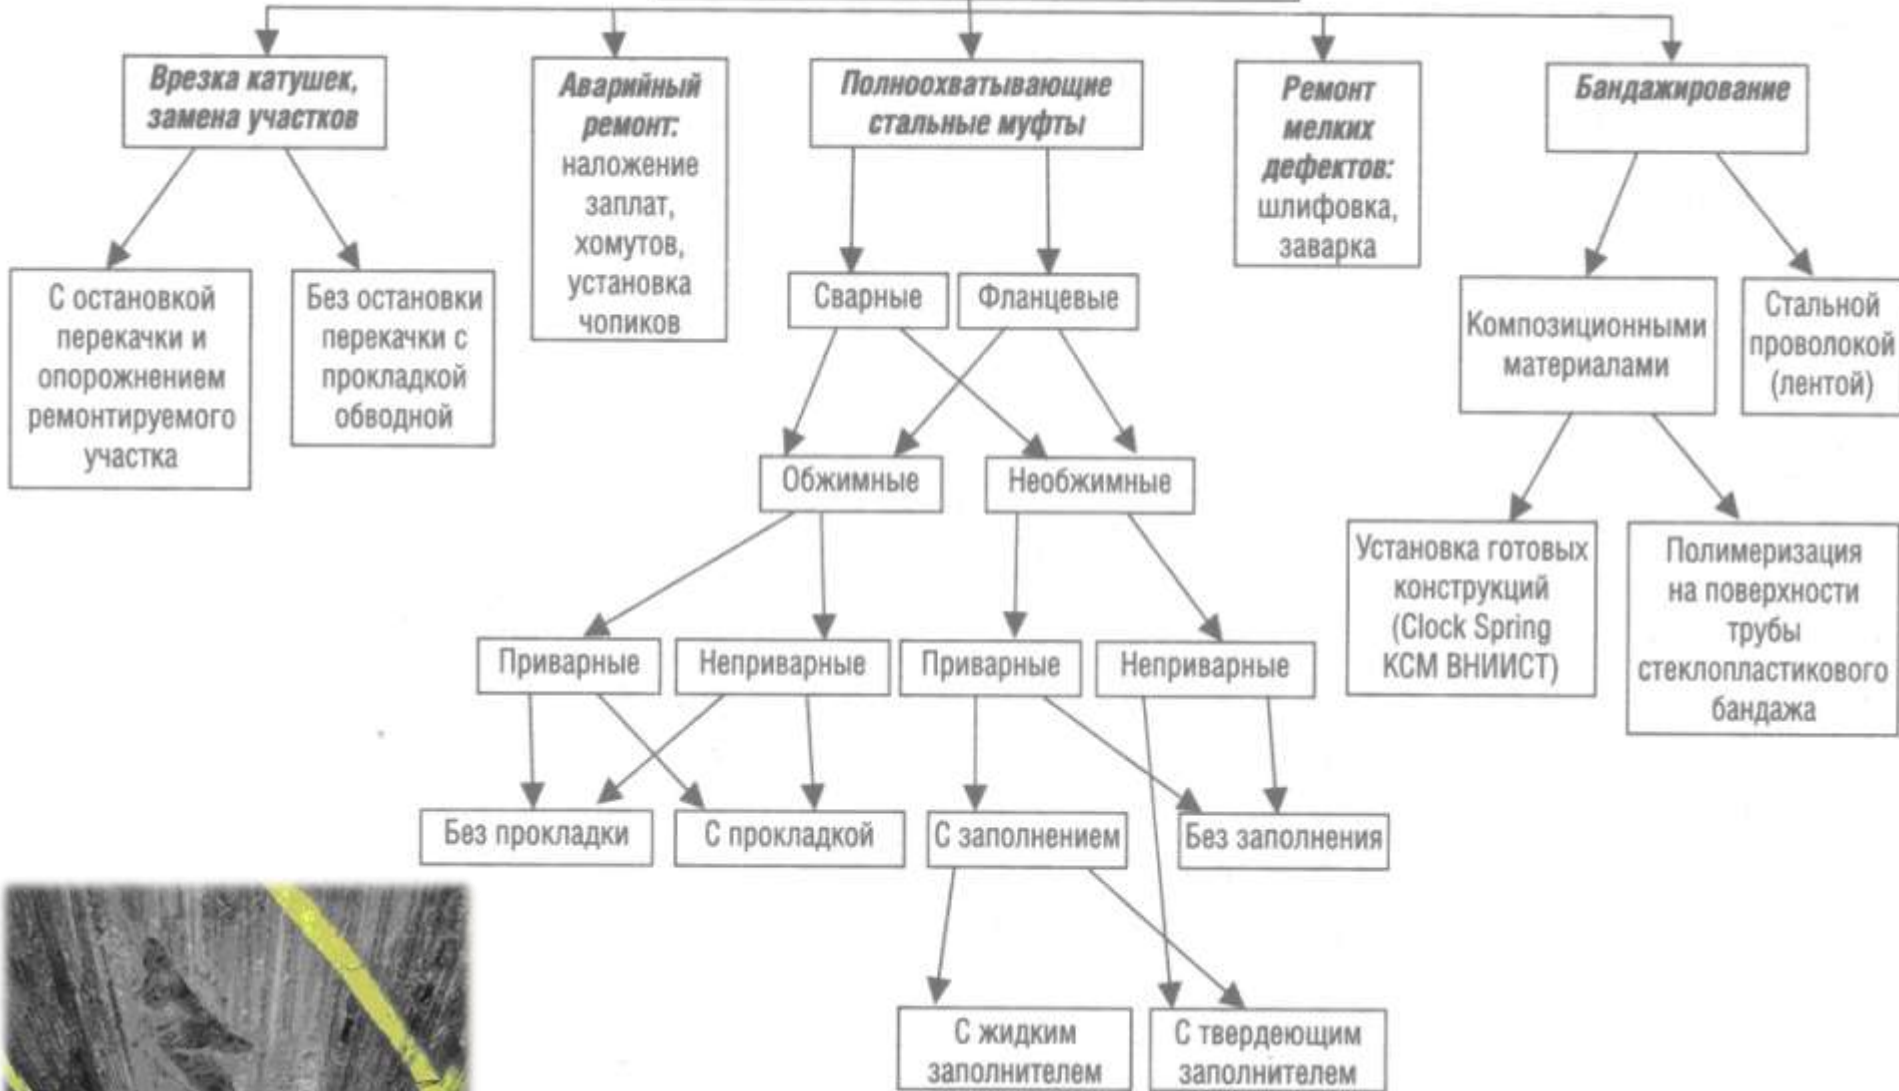 Врезка катушек,
замена участков
Аварийный
ремонт:
наложение
заплат,
хомутов,
установка
чопиков
Полноохватывающие
стальные муфты
Ремонт
мелких
дефектов:
шлифовка,
заварка
Бандажирование
С остановкой
перекачки и
опорожнением
ремонтируемого
участка
Без остановки
перекачки с
прокладкой
обводной
Сварные
Фланцевые
Композиционными
материалами
Стальной
проволокой
(лентой)
Обжимные
Необжимные
Установка готовых
конструкций
(Clock Spring
КСМ ВНИИСТ)
Полимеризация
на поверхности
трубы
стеклопластикового
бандажа
Приварные
Неприварные
Приварные
Неприварные
Без прокладки
С прокладкой
С заполнением
Без заполнения
С жидким
заполнителем
С твердеющим
заполнителем